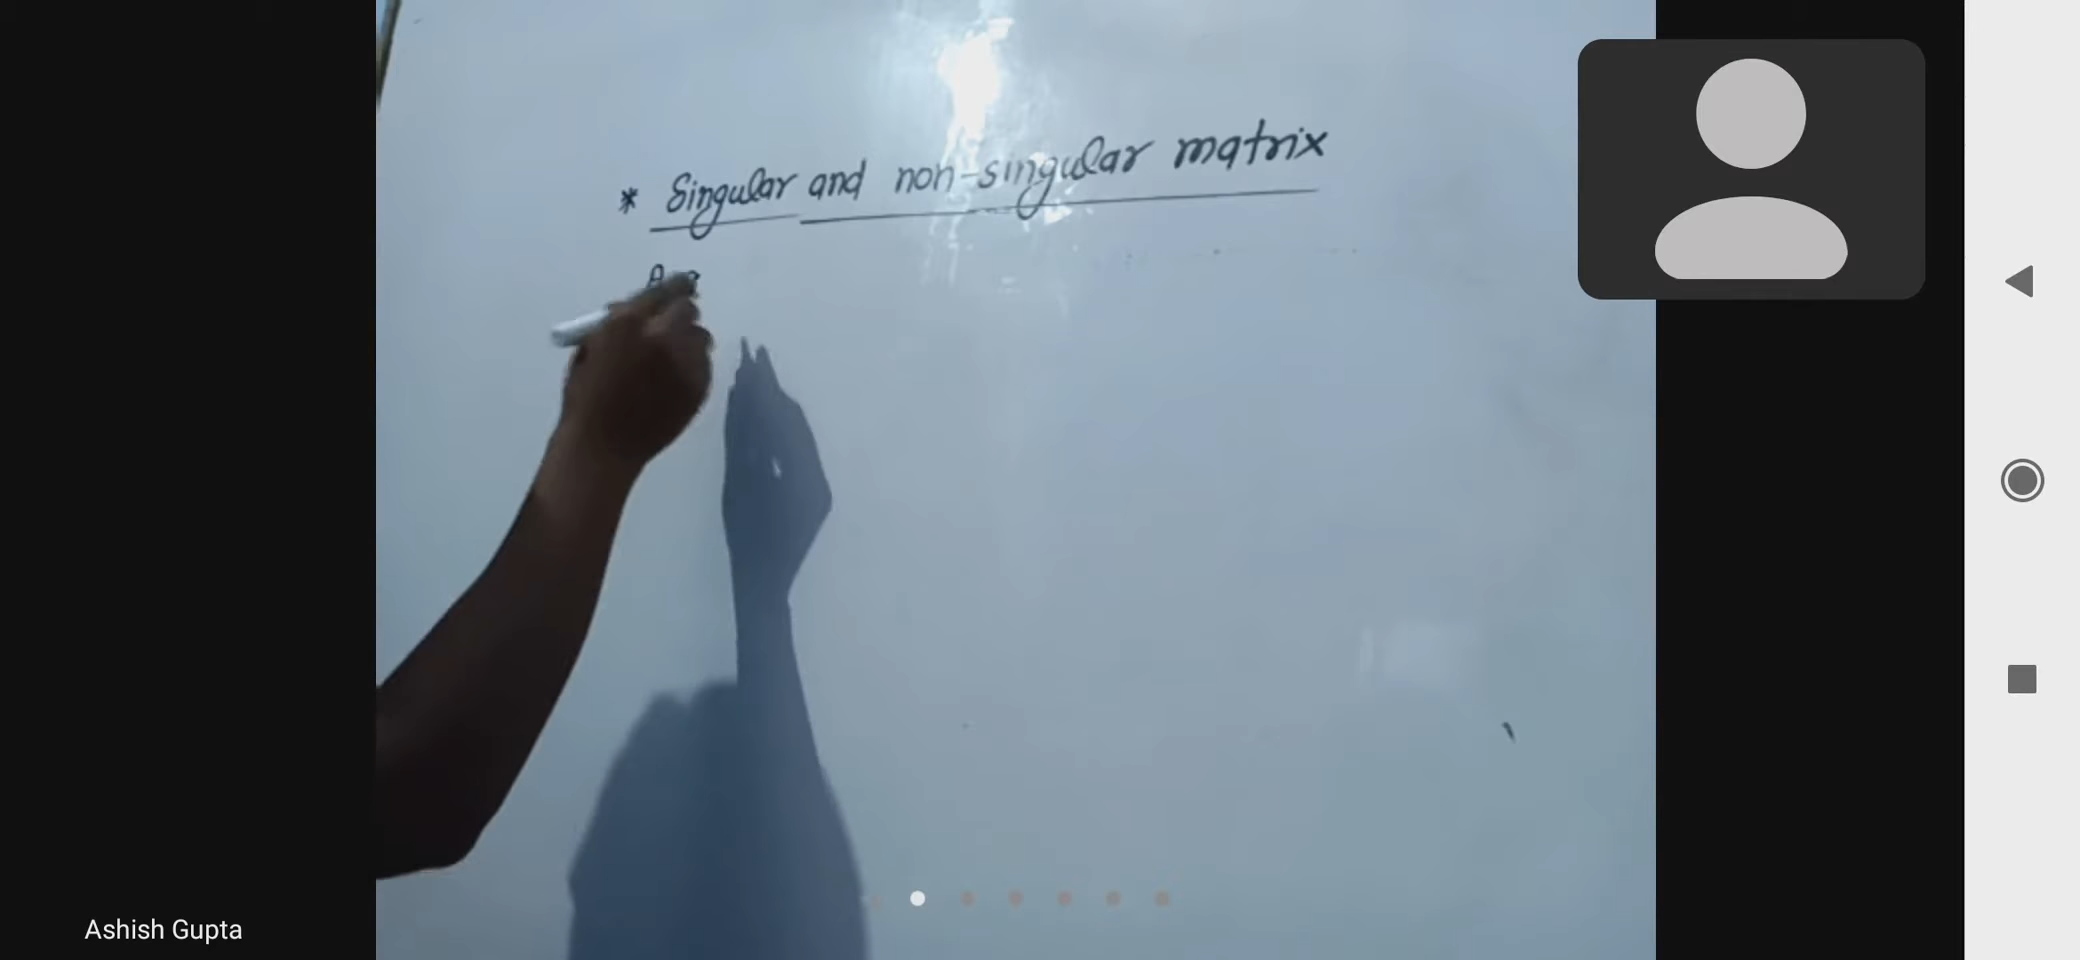 * Singular and non-singular matrix
A
Ashish Gupta